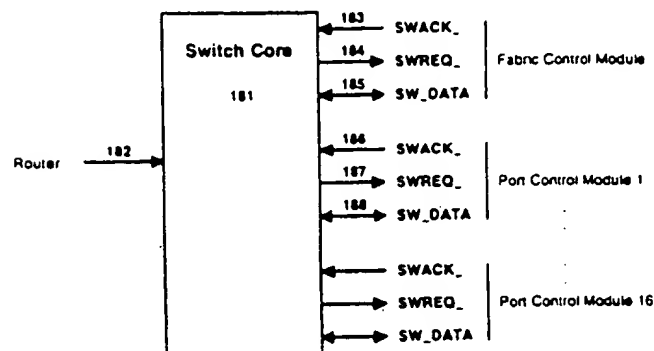 Switch Core
181
Router
182
183
SWACK_
184
SWREQ_
185
SW_DATA
Fabric Control Module
186
SWACK_
187
SWREQ_
188
SW_DATA
Port Control Module 1
SWACK_
SWREQ_
SW_DATA
Port Control Module 16